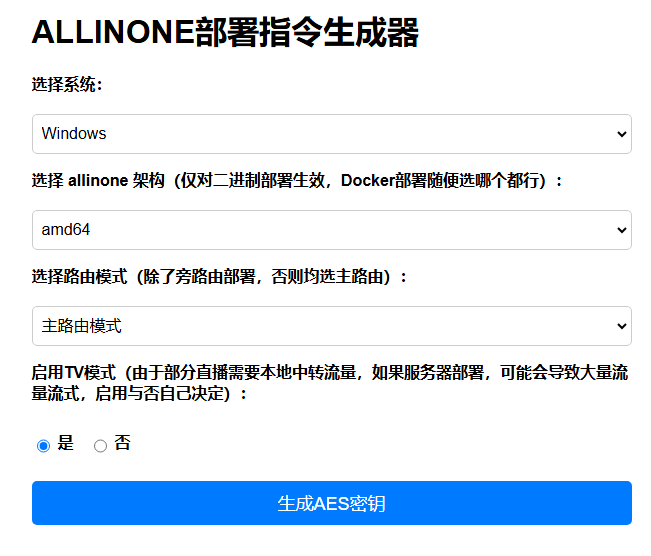 ALLINONE部署指令生成器
选择系统：
Windows
选择 allinone 架构（仅对二进制部署生效，Docker部署随便选哪个都行）：
amd64
选择路由模式（除了旁路由部署，否则均选主路由）：
主路由模式
启用TV模式（由于部分直播需要本地中转流量，如果服务器部署，可能会导致大量流
量流式，启用与否自己决定）：
是 否
生成AES密钥